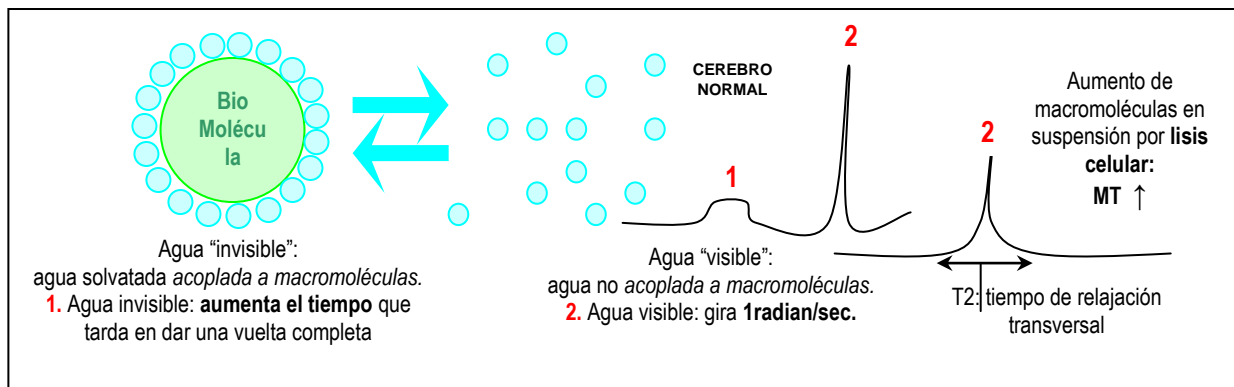 Bio
Molécu
la
Agua “invisible”:
agua solvatada acoplada a macromoléculas.
1. Agua invisible: aumenta el tiempo que
tarda en dar una vuelta completa
CEREBRO
NORMAL
1
2
Agua “visible”:
agua no acoplada a macromoléculas.
2. Agua visible: gira 1radian/sec.
2
Aumento de
macromoléculas en
suspensión por lisis
celular:
MT ↑
T2: tiempo de relajación
transversal